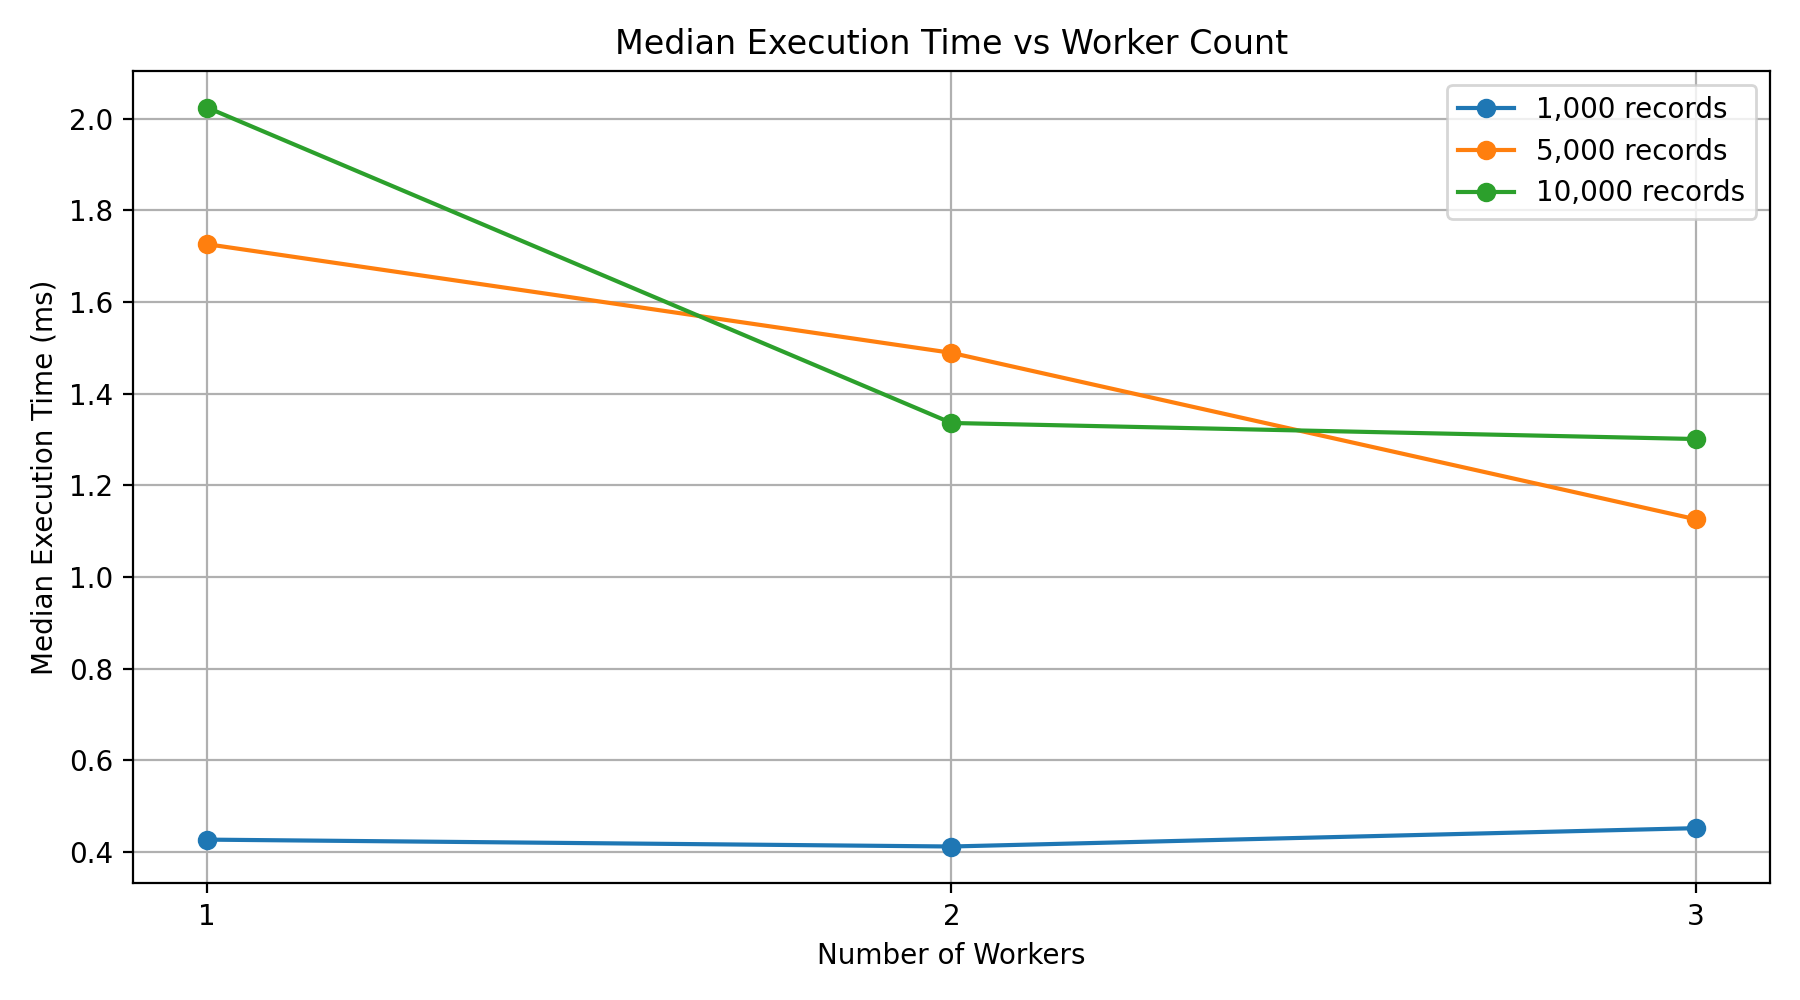 Median Execution Time vs Worker Count
Median Execution Time (ms)
2.0
1.8
1.6
1.4
1.2
1.0
0.8
0.6
0.4
1,000 records
5,000 records
10,000 records
1 2 3
Number of Workers